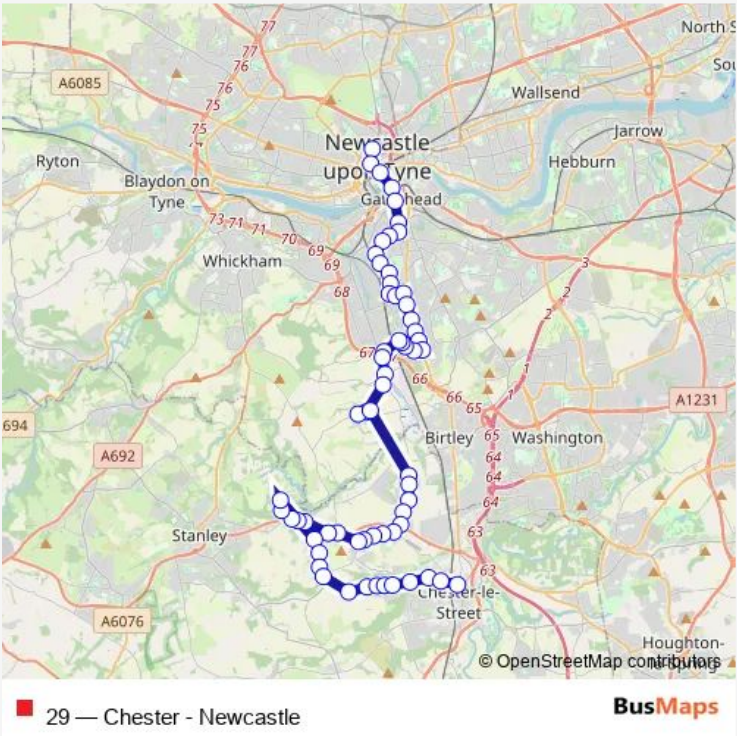 77
North S
77
76
Sou
A6085
76
75
Wallsend
75
Jarrow
Newcastle
upon Tyne
Ryton
Hebburn
Blaydon on
Tyne
Gateshead
73 71 71 70 69
69
Whickham
3
68
2
2
67
1
66
66
65
1
A1231
694
65
Birtley
Washington
A692
64
64
64
Stanley
63
63
Chester-le-
Street
A6076
Houghton-
le-Spring
© OpenStreetMap contributors
29 — Chester - Newcastle
BusMaps